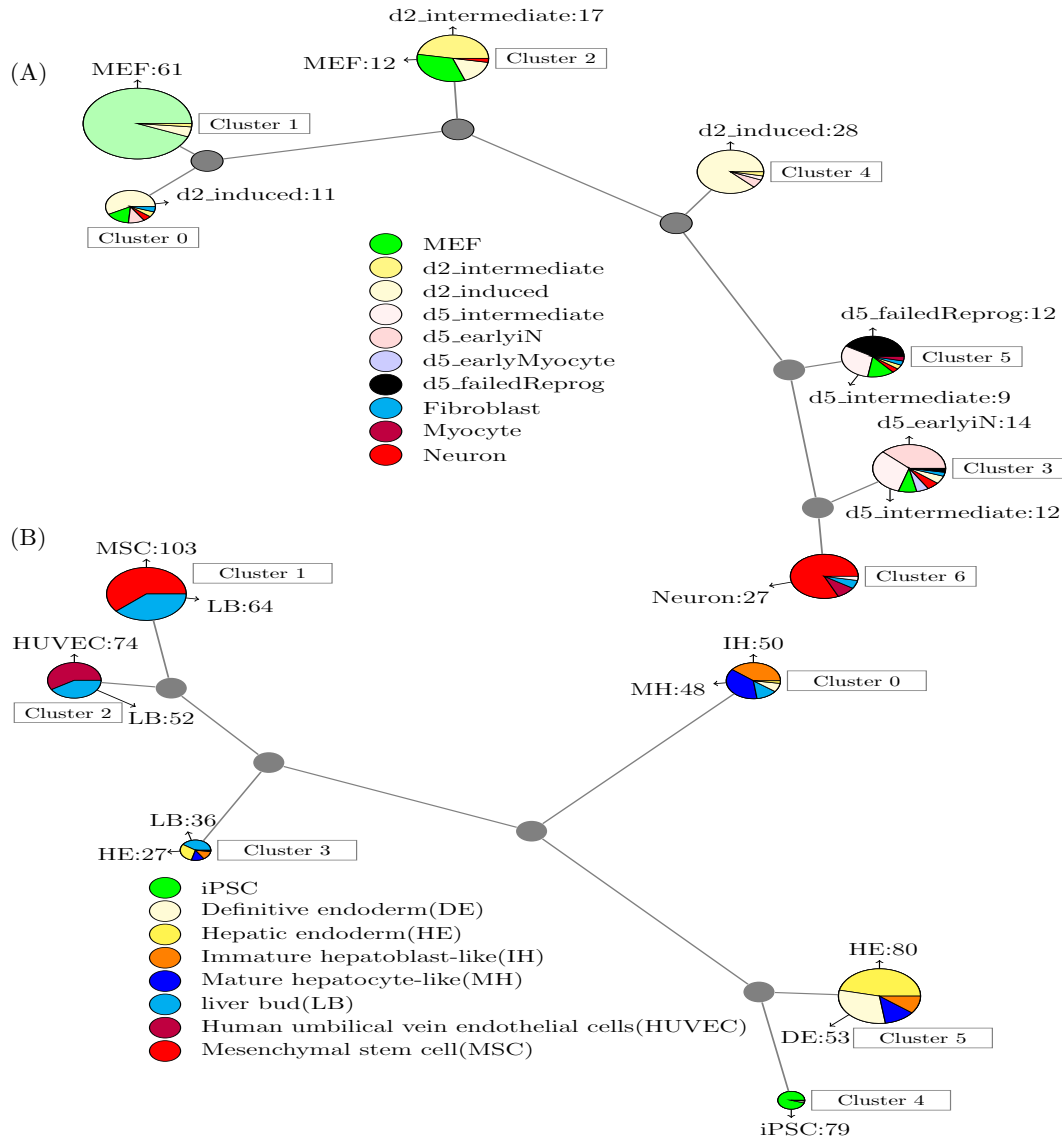 (A)
d2_intermediate:17
Cluster 2
MEF:12
MEF:61
Cluster 1
d2_induced:28
Cluster 4
d2_induced:11
Cluster 0
MEF
d2_intermediate
d2_induced
d5_intermediate
d5_earlyiN
d5_earlyMyocyte
d5_failedReprog
Fibroblast
Myocyte
Neuron
d5_failedReprog:12
Cluster 5
d5_intermediate:9
d5_earlyiN:14
Cluster 3
d5_intermediate:12
Cluster 6
Neuron:27
(B)
MSC:103
Cluster 1
LB:64
HUVEC:74
Cluster 2
LB:52
IH:50
MH:48
Cluster 0
LB:36
HE:27
Cluster 3
iPSC
Definitive endoderm(DE)
Hepatic endoderm(HE)
Immature hepatoblast-like(IH)
Mature hepatocyte-like(MH)
liver bud(LB)
Human umbilical vein endothelial cells(HUVEC)
Mesenchymal stem cell(MSC)
HE:80
DE:53
Cluster 5
Cluster 4
iPSC:79